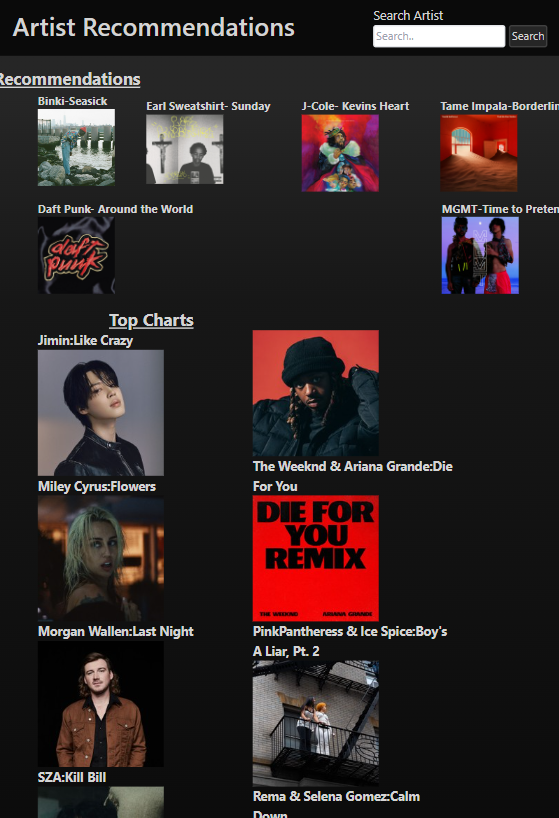 Artist Recommendations
Search Artist
Search..
Search
Recommendations
Binki-Seasick
Earl Sweatshirt- Sunday
J-Cole- Kevins Heart
Tame Impala-Borderlin
Daft Punk- Around the World
MGMT-Time to Preten
daft
punk
Top Charts
Jimin:Like Crazy
The Weeknd & Ariana Grande:Die
For You
Miley Cyrus:Flowers
DIE FOR
YOU
REMIX
THE WEEKND
ARIANA GRANDE
Morgan Wallen:Last Night
PinkPantheress & Ice Spice:Boy's
A Liar, Pt. 2
SZA:Kill Bill
Rema & Selena Gomez:Calm
Down